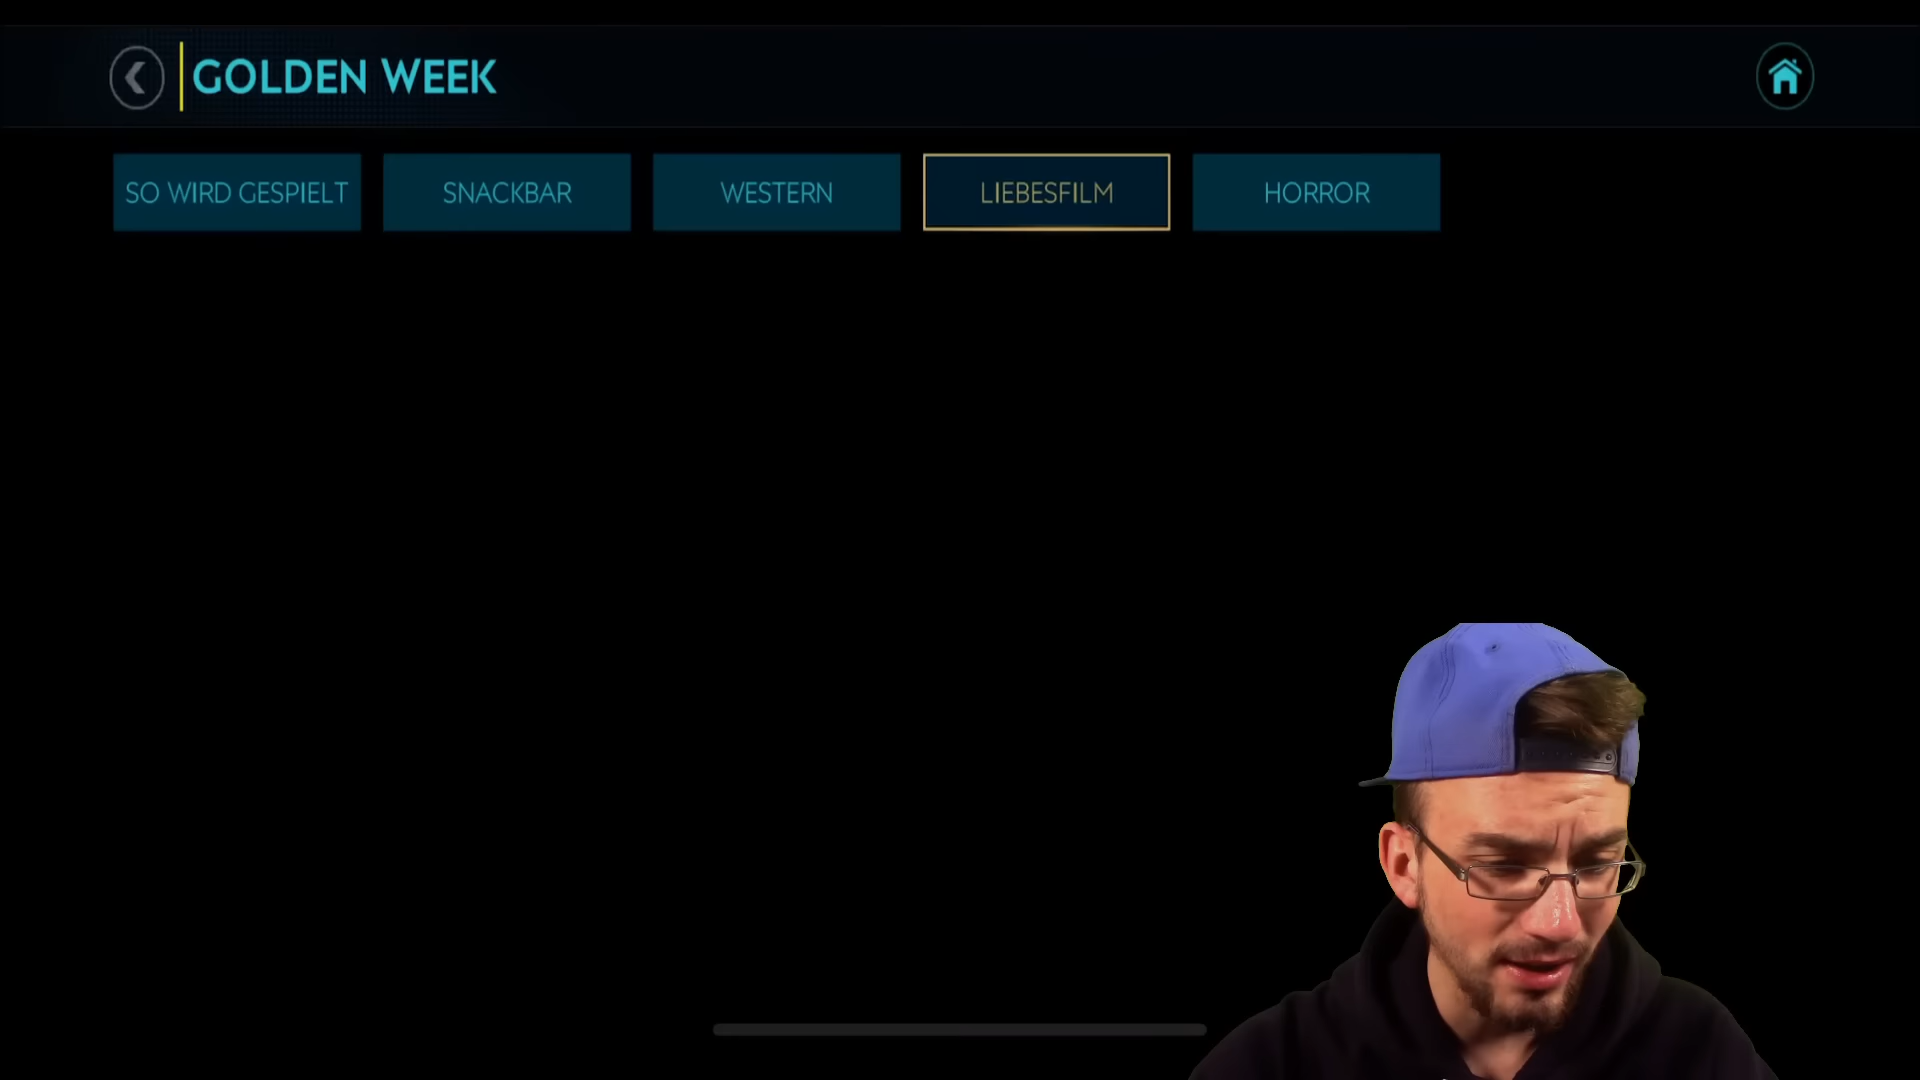 GOLDEN WEEK
SO WIRD GESPIELT
SNACKBAR
WESTERN
LIEBESFILM
HORROR